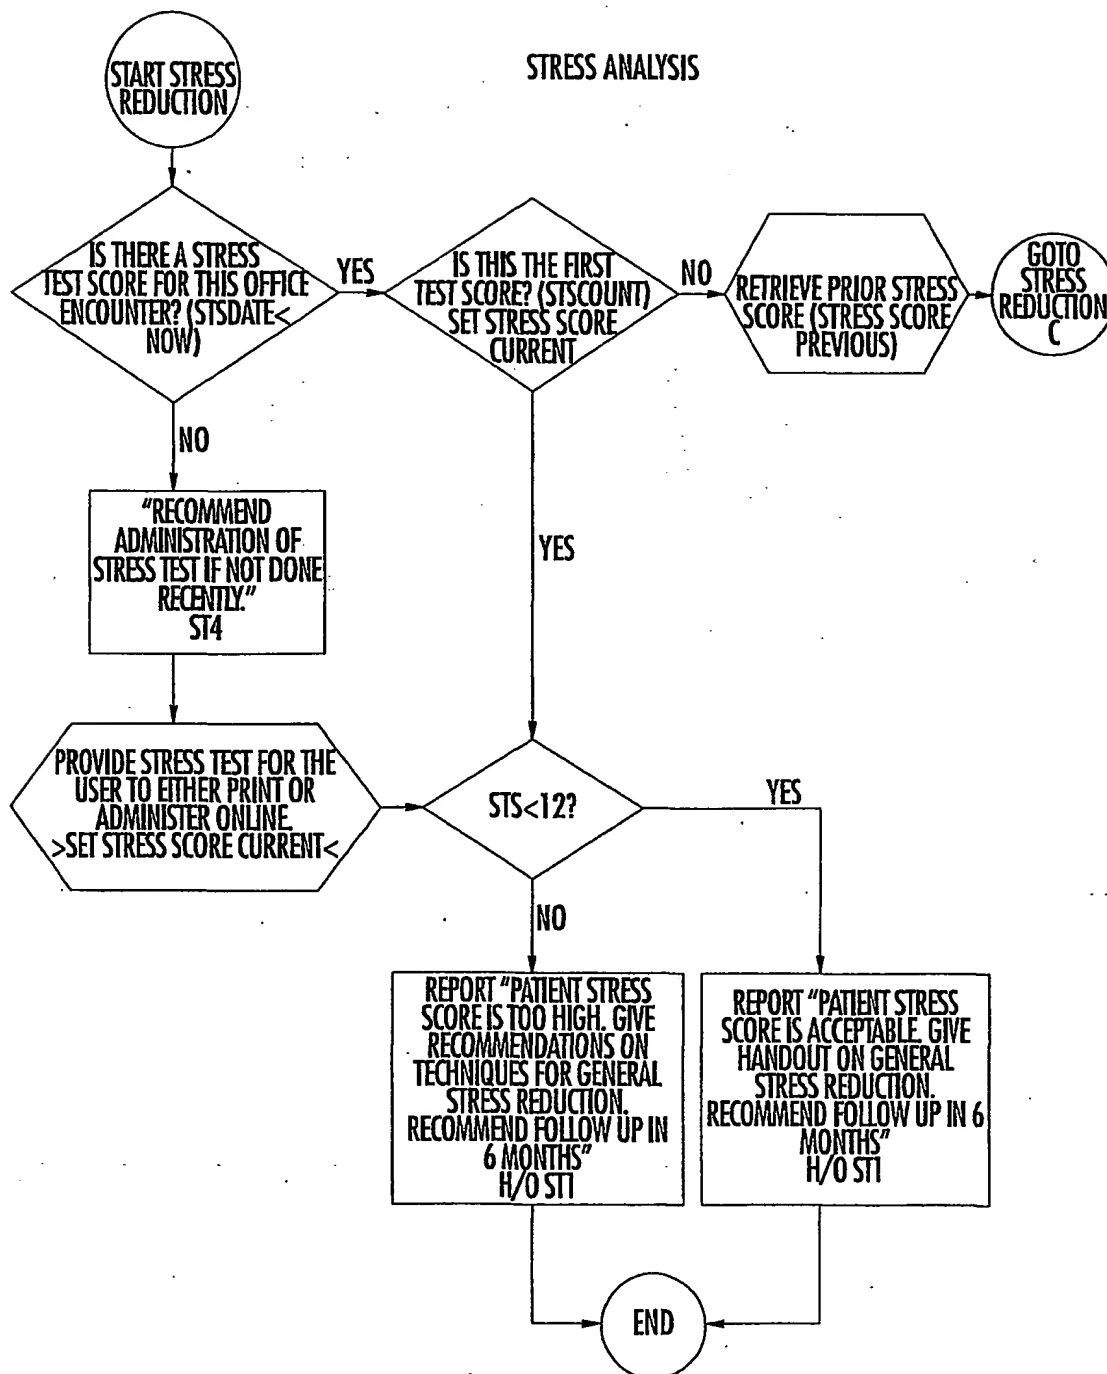 STRESS ANALYSIS
START STRESS
REDUCTION
IS THERE A STRESS
TEST SCORE FOR THIS OFFICE
ENCOUNTER? (STSDATE<
NOW)
YES
IS THIS THE FIRST
TEST SCORE? (STSCOUNT)
SET STRESS SCORE
CURRENT
NO
RETRIEVE PRIOR STRESS
SCORE (STRESS SCORE
PREVIOUS)
GOTO
STRESS
REDUCTION
C
NO
"RECOMMEND
ADMINISTRATION OF
STRESS TEST IF NOT DONE
RECENTLY."
ST4
YES
PROVIDE STRESS TEST FOR THE
USER TO EITHER PRINT OR
ADMINISTER ONLINE.
>SET STRESS SCORE CURRENT<
STS<12?
YES
NO
REPORT "PATIENT STRESS
SCORE IS TOO HIGH. GIVE
RECOMMENDATIONS ON
TECHNIQUES FOR GENERAL
STRESS REDUCTION.
RECOMMEND FOLLOW UP IN
6 MONTHS"
H/O ST1
REPORT "PATIENT STRESS
SCORE IS ACCEPTABLE. GIVE
HANDOUT ON GENERAL
STRESS REDUCTION.
RECOMMEND FOLLOW UP IN 6
MONTHS"
H/O ST1
END